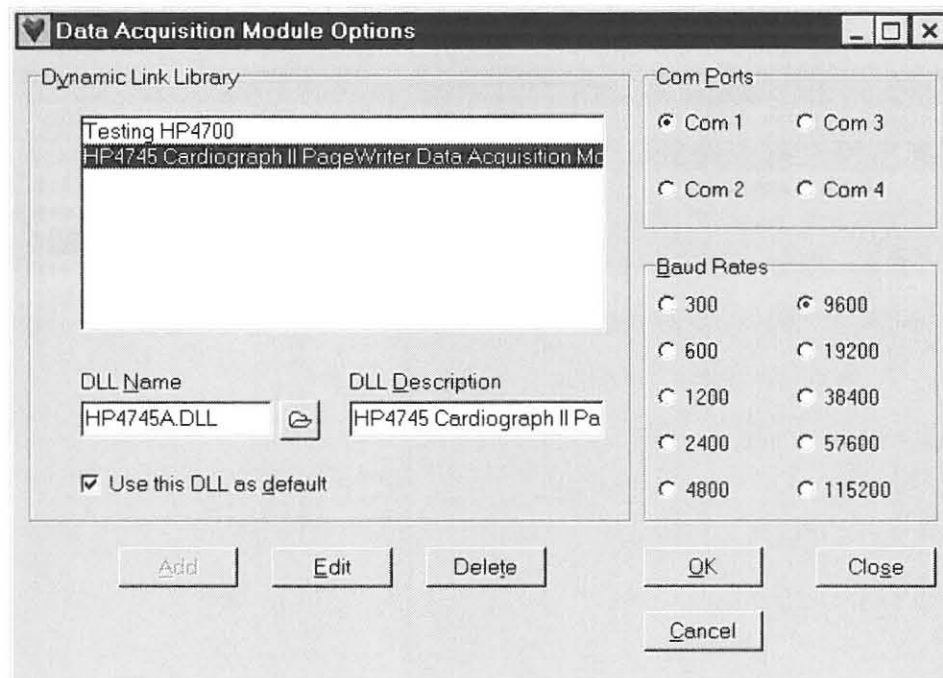 Data Acquisition Module Options
Dynamic Link Library
Testing HP4700
HP4745 Cardiograph II PageWriter Data Acquisition Mo
DLL Name
DLL Description
HP4745A.DLL
HP4745 Cardiograph II Pa
Use this DLL as default
Com Ports
Com 1
Com 3
Com 2
Com 4
Baud Rates
300
9600
600
19200
1200
38400
2400
57600
4800
115200
Add
Edit
Delete
OK
Close
Cancel